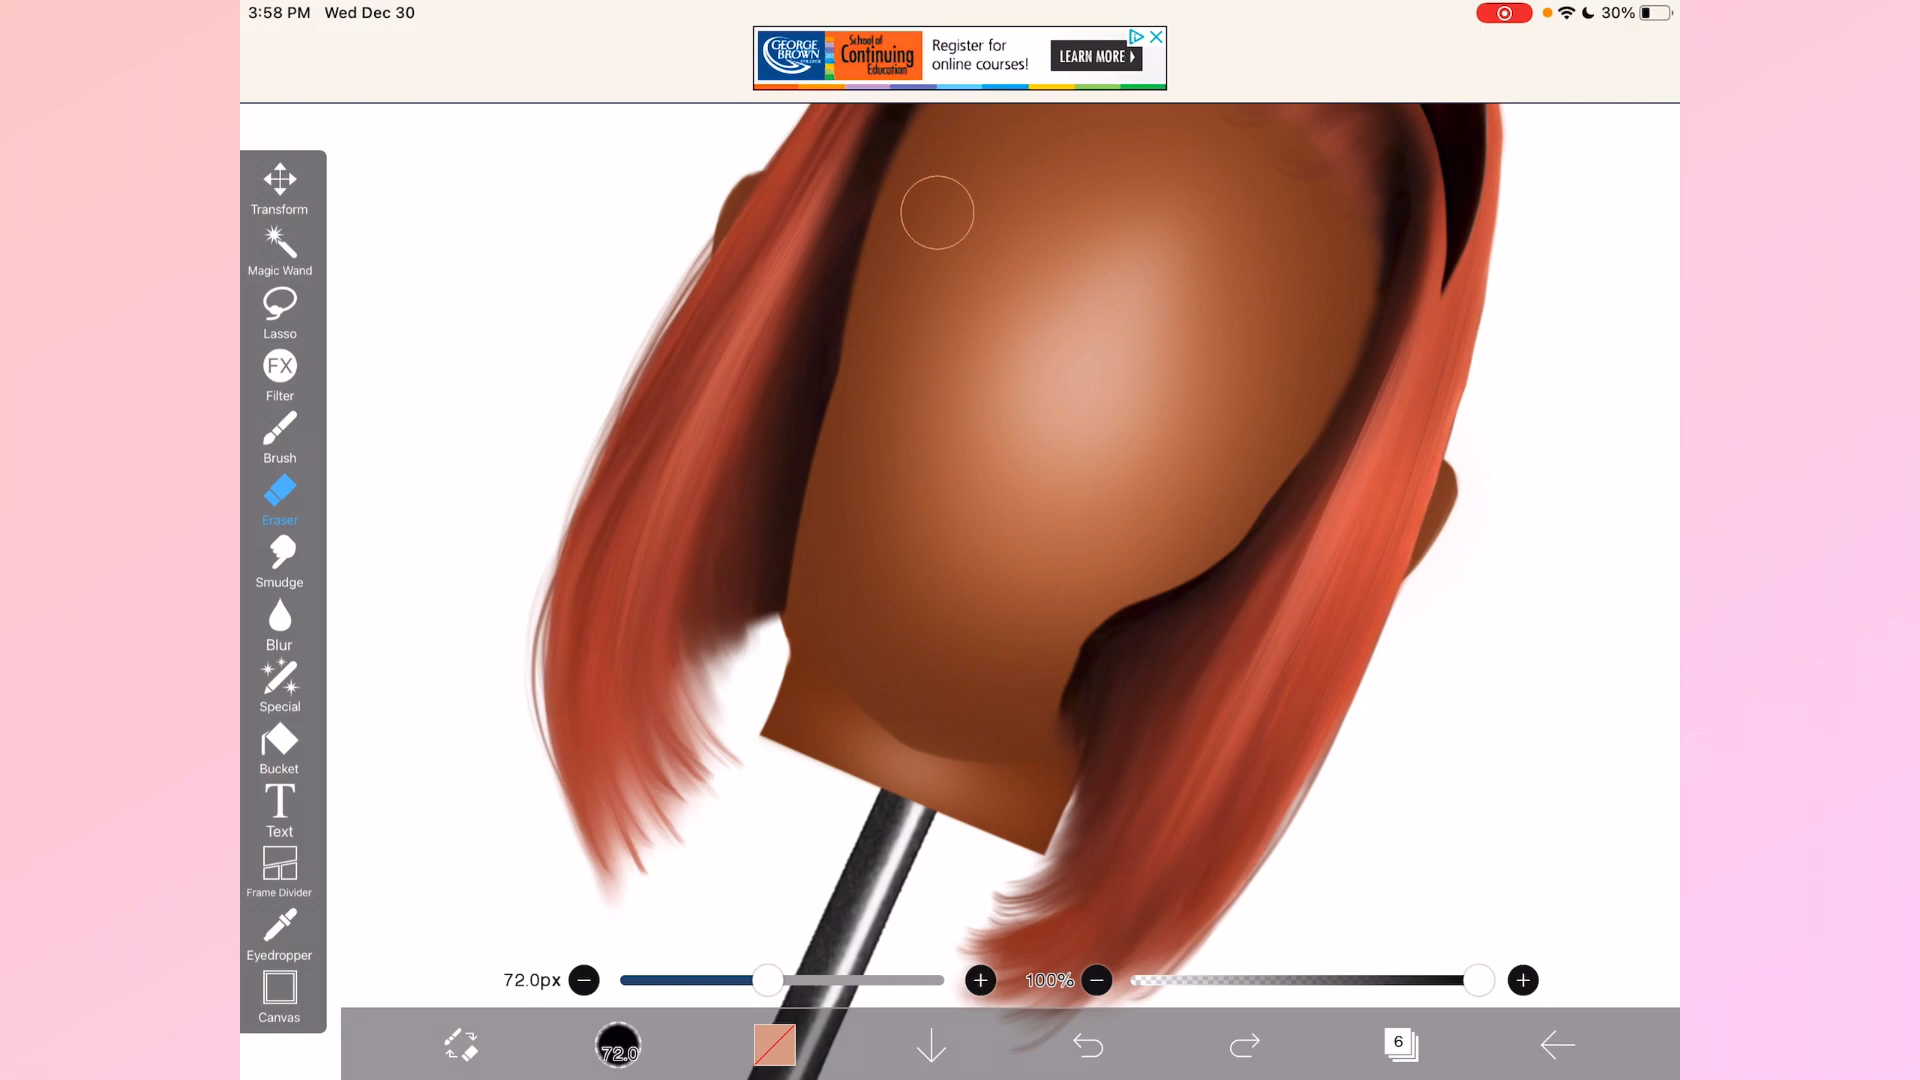 3:58 PM Wed Dec 30
30%
GEORGE BROWN COLLEGE
School of Continuing Education
Register for online courses!
LEARN MORE
Transform
Magic Wand
Lasso
FX
Filter
Brush
Eraser
Smudge
Blur
Special
Bucket
T
Text
Frame Divider
Eyedropper
Canvas
72.0px
100%
72.0
6